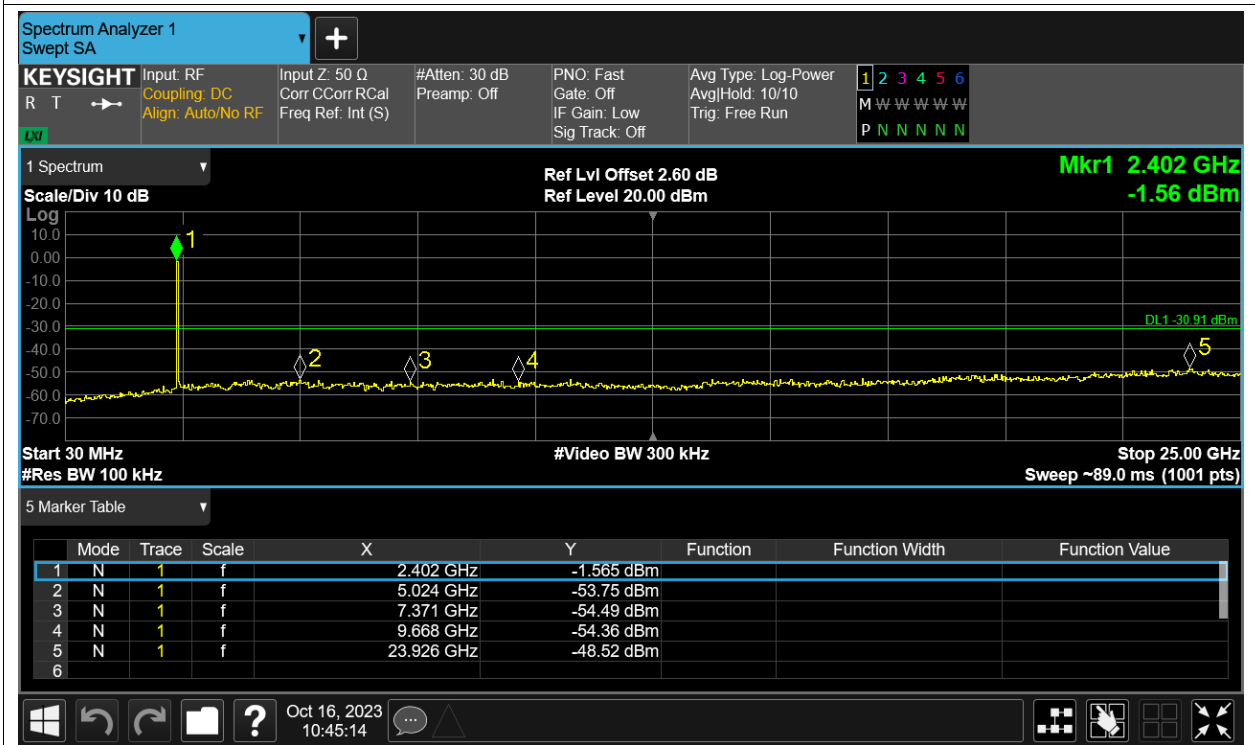 Spectrum Analyzer 1
Swept SA
KEYSIGHT Input: RF Input Z: 50 Ω #Atten: 30 dB PNO: Fast Avg Type: Log-Power 1 2 3 4 5 6
R T Coupling: DC Corr CCorr RCal Preamp: Off Gate: Off Avg|Hold: 10/10 M W W W W W
Align: Auto/No RF Freq Ref: Int (S) IF Gain: Low Trig: Free Run
LXI Sig Track: Off P N N N N N
1 Spectrum
Ref Lvl Offset 2.60 dB Mkr1 2.402 GHz
Scale/Div 10 dB Ref Level 20.00 dBm -1.56 dBm
Log
10.0
1
0.00
-10.0
-20.0
-30.0 DL1 -30.91 dBm
-40.0
2 3 4 5
-50.0
-60.0
-70.0
Start 30 MHz #Video BW 300 kHz Stop 25.00 GHz
#Res BW 100 kHz Sweep ~89.0 ms (1001 pts)
5 Marker Table
Mode Trace Scale X Y Function Function Width Function Value
1 N 1 f 2.402 GHz -1.565 dBm
2 N 1 f 5.024 GHz -53.75 dBm
3 N 1 f 7.371 GHz -54.49 dBm
4 N 1 f 9.668 GHz -54.36 dBm
5 N 1 f 23.926 GHz -48.52 dBm
6
? Oct 16, 2023
10:45:14